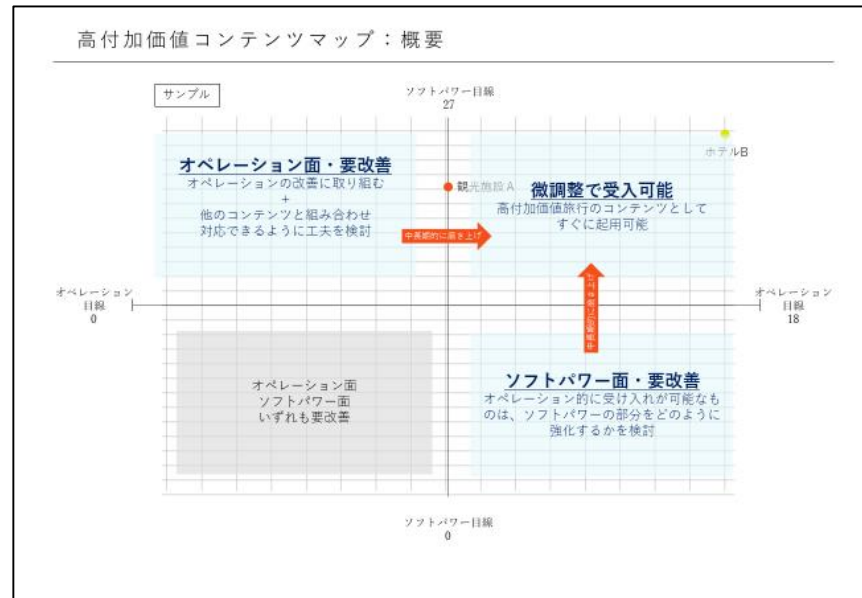 高付加価値コンテンツマップ：概要
サンプル
ソフトパワー目線
27
ホテルB
オペレーション面・要改善
オペレーションの改善に取り組む
+
他のコンテンツと組み合わせ
対応できるように工夫を検討
観光施設A
微調整で受入可能
高付加価値旅行のコンテンツとして
すぐに起用可能
中長期的に築き上げ
オペレーション
目線
0
オペレーション
目線
18
オペレーション面
ソフトパワー面
いずれも要改善
ソフトパワー面・要改善
オペレーション的に受け入れが可能なも
のは、ソフトパワーの部分をどのように
強化するかを検討
ソフトパワー目線
0